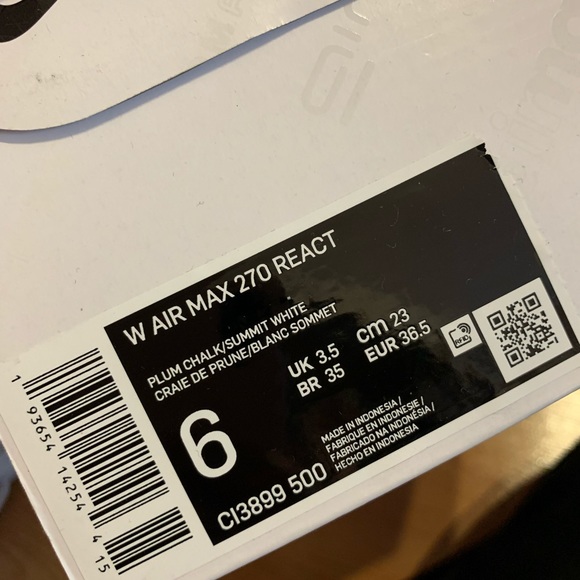 W AIR MAX 270 REACT
PLUM CHALK/SUMMIT WHITE
CRAIE DE PRUNE/BLANC SOMMET
6
UK 3.5
cm 23
BR 35
EUR 36.5
RFID
CI3899 500
MADE IN INDONESIA /
FABRIQUE EN INDONESIE /
FABRICADO NA INDONÉSIA /
HECHO EN INDONESIA
1 93654 14254 4 15